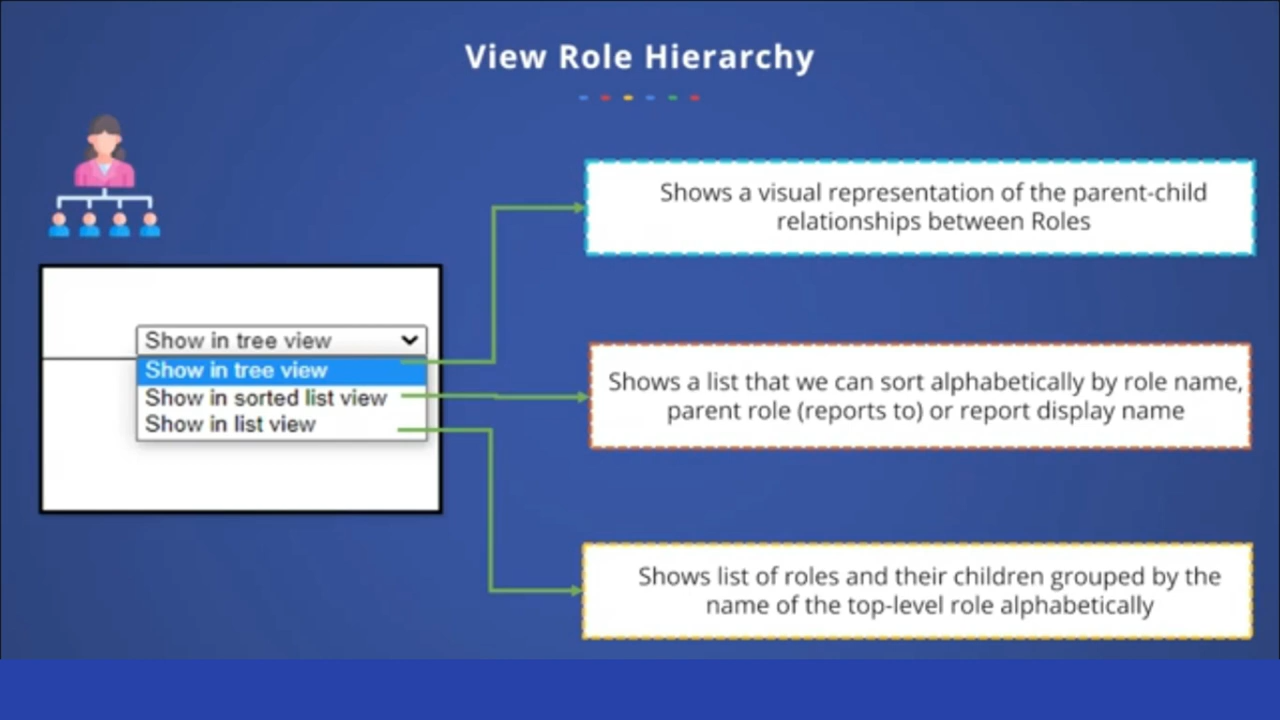 View Role Hierarchy
Shows a visual representation of the parent-child
relationships between Roles
Show in tree view
Show in tree view
Show in sorted list view
Show in list view
Shows a list that we can sort alphabetically by role name,
parent role (reports to) or report display name
Shows list of roles and their children grouped by the
name of the top-level role alphabetically